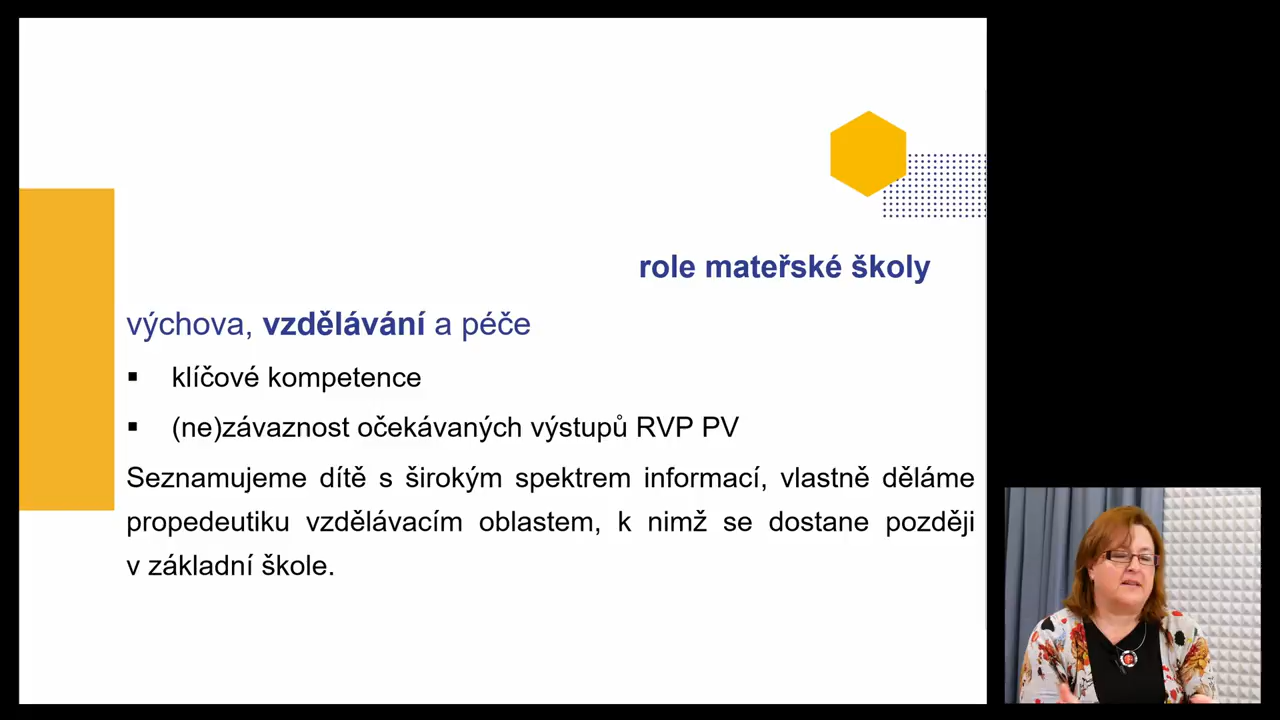 role mateřské školy
výchova, vzdělávání a péče
▪ klíčové kompetence
▪ (ne)závaznost očekávaných výstupů RVP PV
Seznamujeme dítě s širokým spektrem informací, vlastně děláme
propedeutiku vzdělávacím oblastem, k nimž se dostane později
v základní škole.